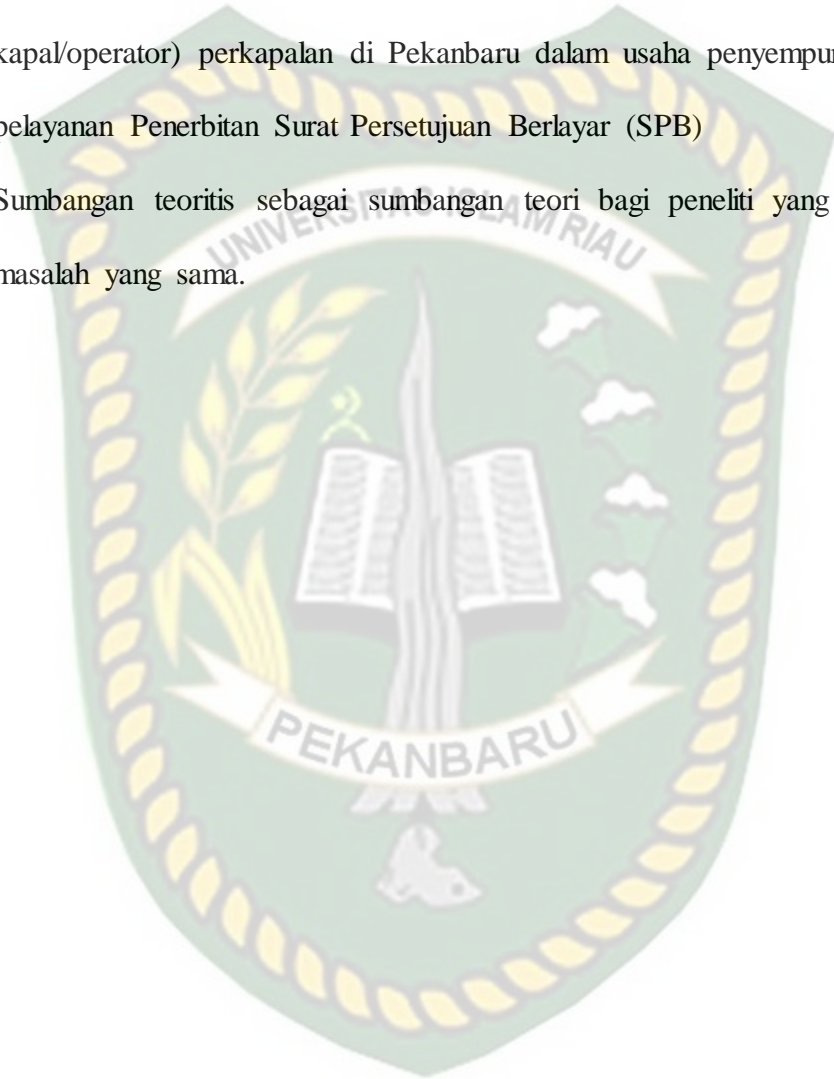 kapal/operator) perkapalan di Pekanbaru dalam usaha penyempur
pelayanan Penerbitan Surat Persetujuan Berlayar (SPB)
Sumbangan teoritis sebagai sumbangan teori bagi peneliti yang
masalah yang sama.
UNIVERSITAS ISLAM RIAU
PEKANBARU